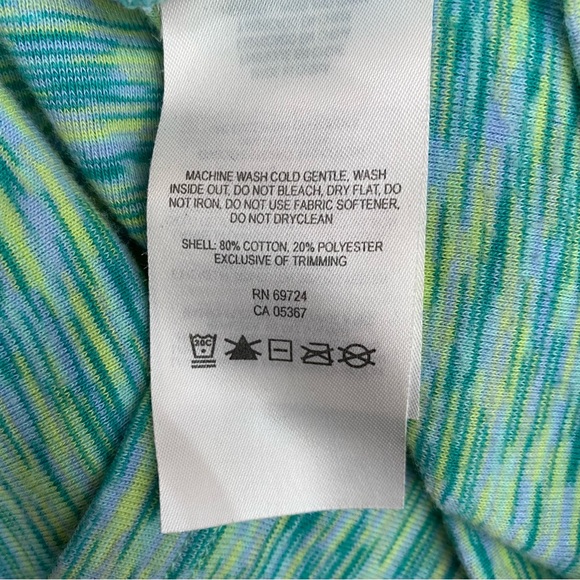 MACHINE WASH COLD GENTLE, WASH
INSIDE OUT, DO NOT BLEACH, DRY FLAT, DO
NOT IRON, DO NOT USE FABRIC SOFTENER,
DO NOT DRYCLEAN
SHELL: 80% COTTON, 20% POLYESTER
EXCLUSIVE OF TRIMMING
RN 69724
CA 05367
30C